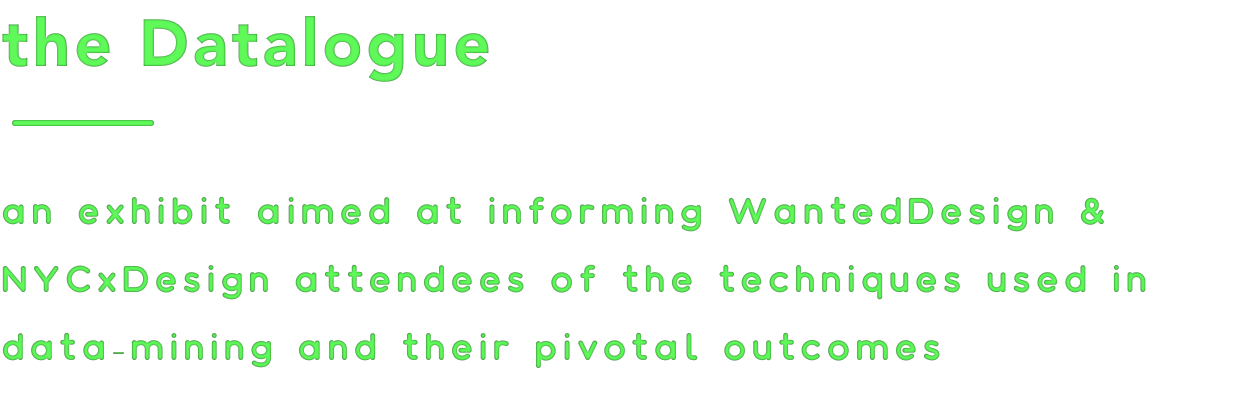 the Datalogue
an exhibit aimed at informing WantedDesign &
NYCxDesign attendees of the techniques used in
data-mining and their pivotal outcomes